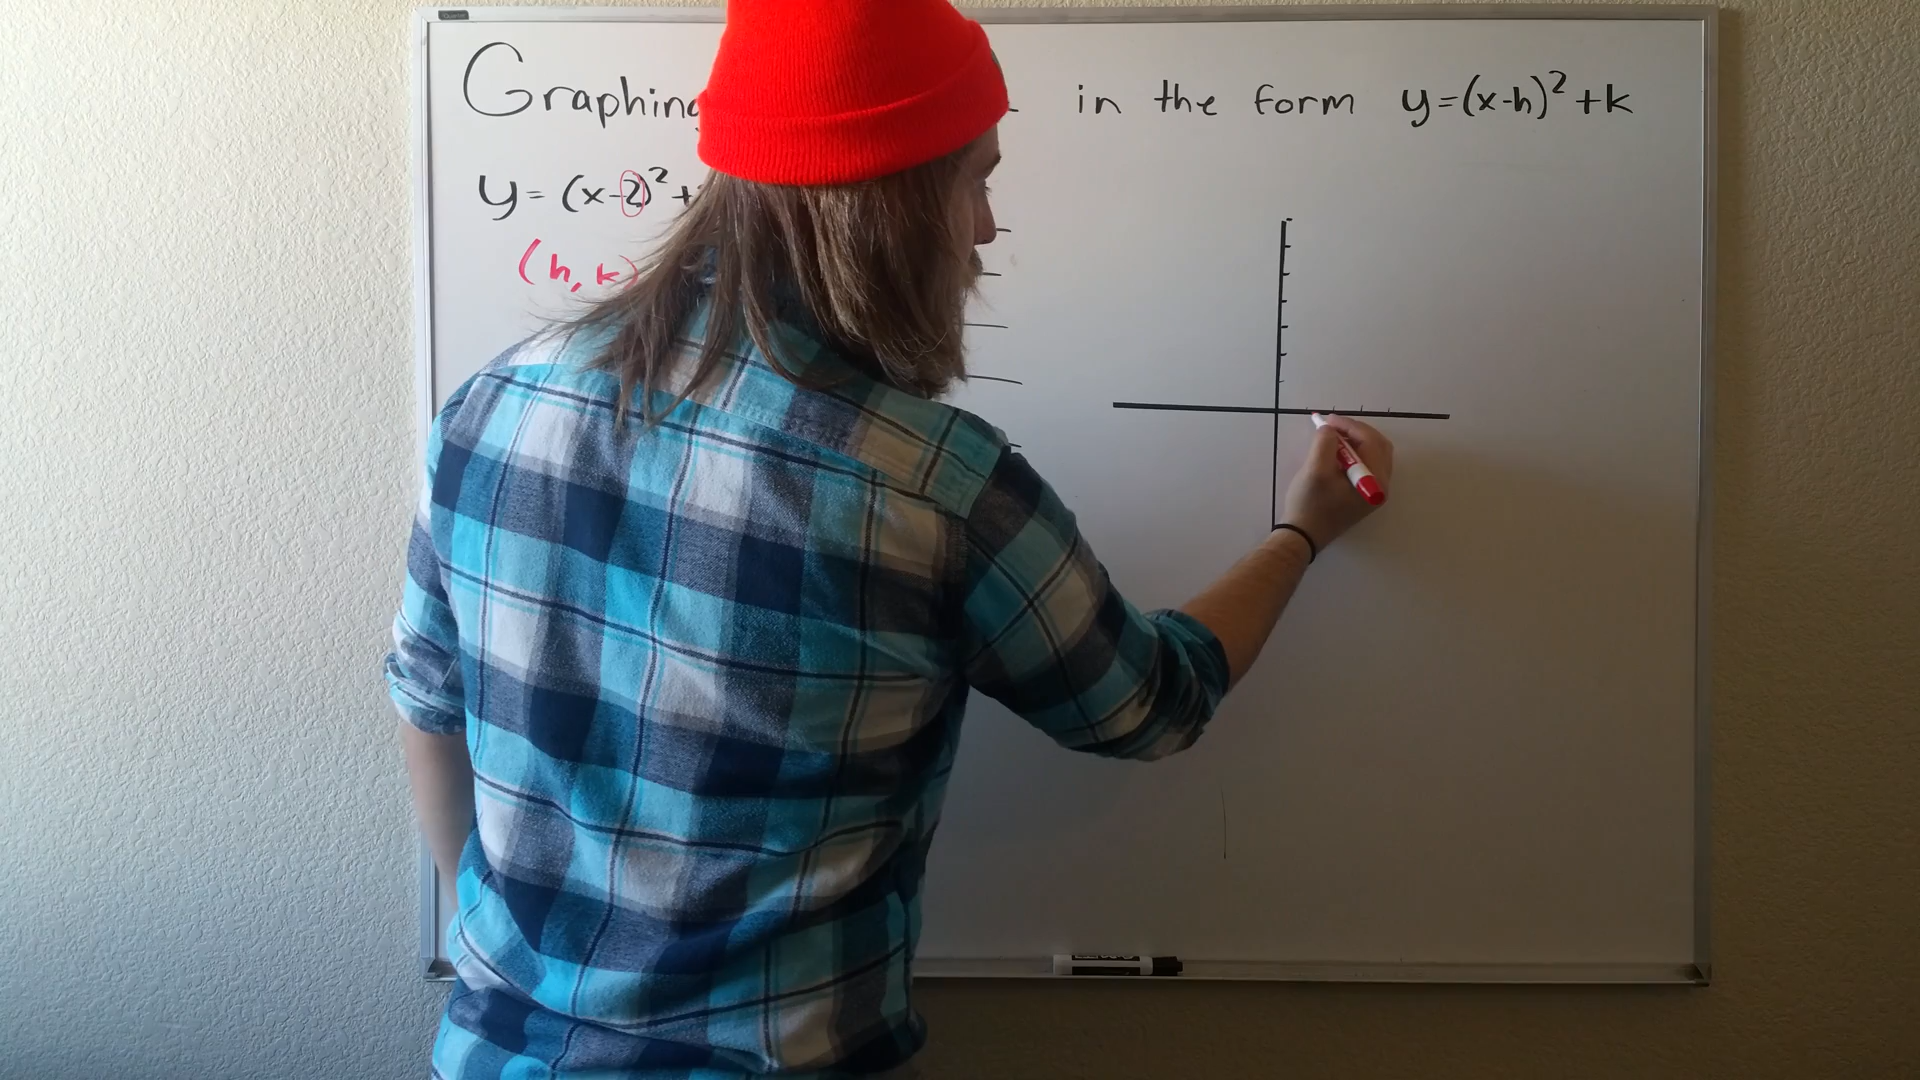 Graphing in the form y=(x-h)²+k
y= (x-2)²+
(h, k)